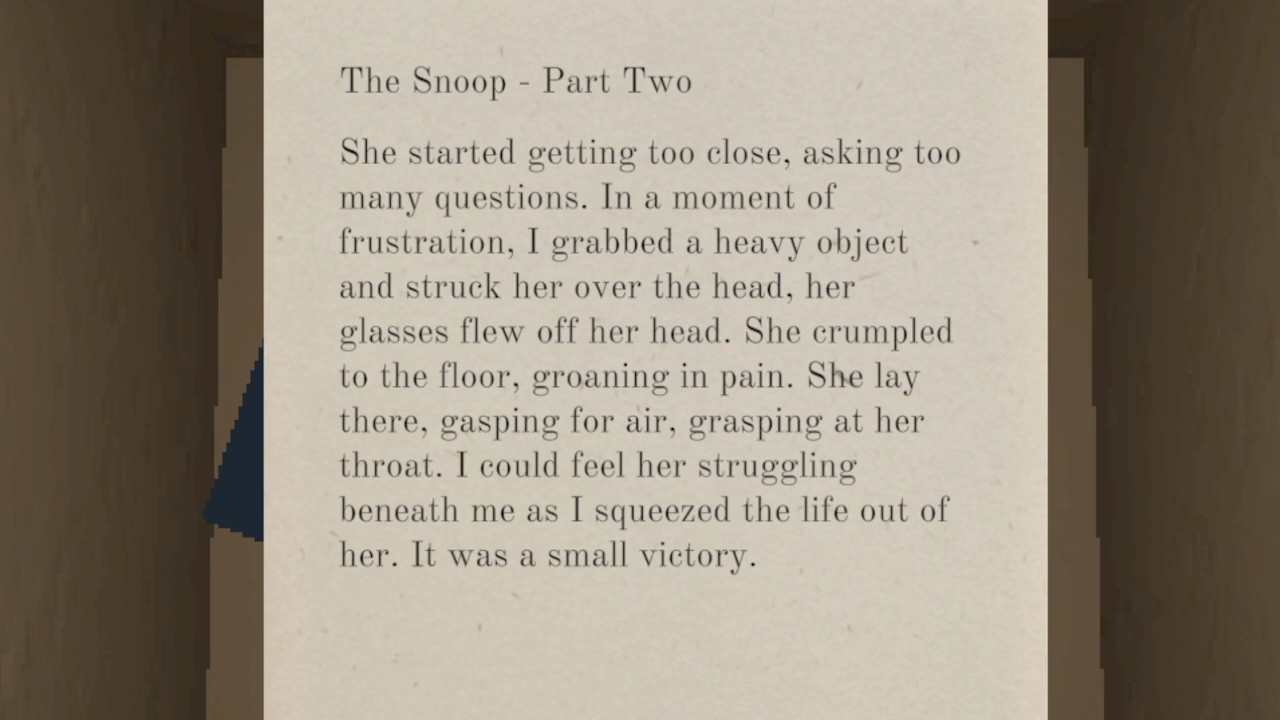 The Snoop - Part Two
She started getting too close, asking too
many questions. In a moment of
frustration, I grabbed a heavy object
and struck her over the head, her
glasses flew off her head. She crumpled
to the floor, groaning in pain. She lay
there, gasping for air, grasping at her
throat. I could feel her struggling
beneath me as I squeezed the life out of
her. It was a small victory.